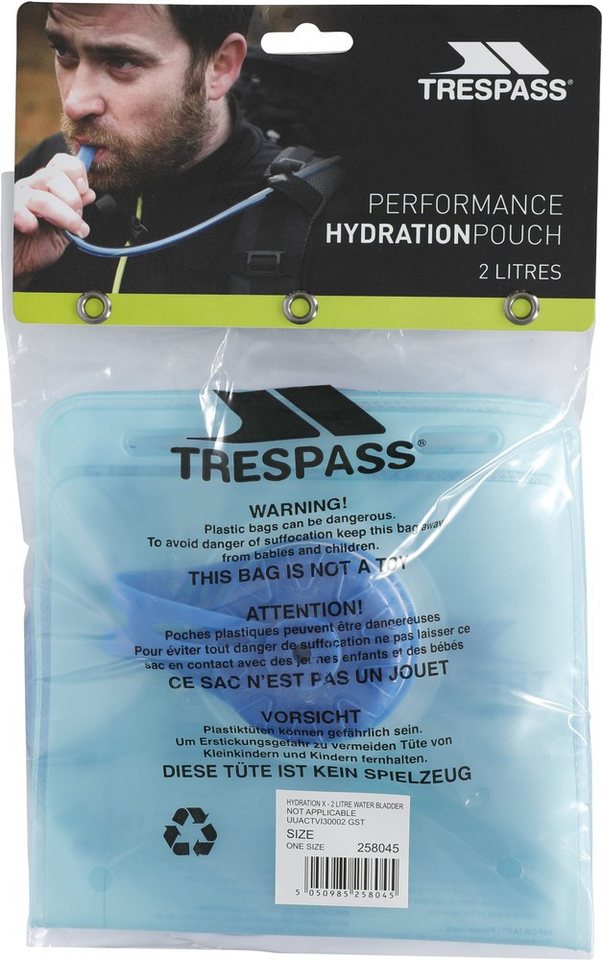 TRESPASS®
PERFORMANCE
HYDRATIONPOUCH
2 LITRES
TRESPASS®
WARNING!
Plastic bags can be dangerous.
To avoid danger of suffocation keep this bag away
from babies and children.
THIS BAG IS NOT A TOY
ATTENTION!
Poches plastiques peuvent être dangereuses
Pour éviter tout danger de suffocation ne pas laisser ce
sac en contact avec des jeunes enfants et des bébés
CE SAC N'EST PAS UN JOUET
VORSICHT
Plastiktüten können gefährlich sein.
Um Erstickungsgefahr zu vermeiden Tüte von
Kleinkindern und Kindern fernhalten.
DIESE TÜTE IST KEIN SPIELZEUG
HYDRATION X - 2 LITRE WATER BLADDER
NOT APPLICABLE
UUACTVI30002 GST
SIZE
ONE SIZE 258045
5 050985 258045